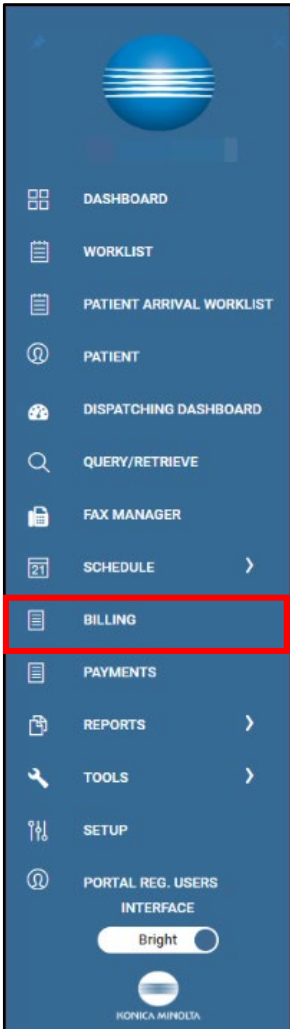 DASHBOARD
WORKLIST
PATIENT ARRIVAL WORKLIST
PATIENT
DISPATCHING DASHBOARD
QUERY/RETRIEVE
FAX MANAGER
21 SCHEDULE
BILLING
PAYMENTS
REPORTS
TOOLS
SETUP
PORTAL REG. USERS
INTERFACE
Bright
KONICA MINOLTA